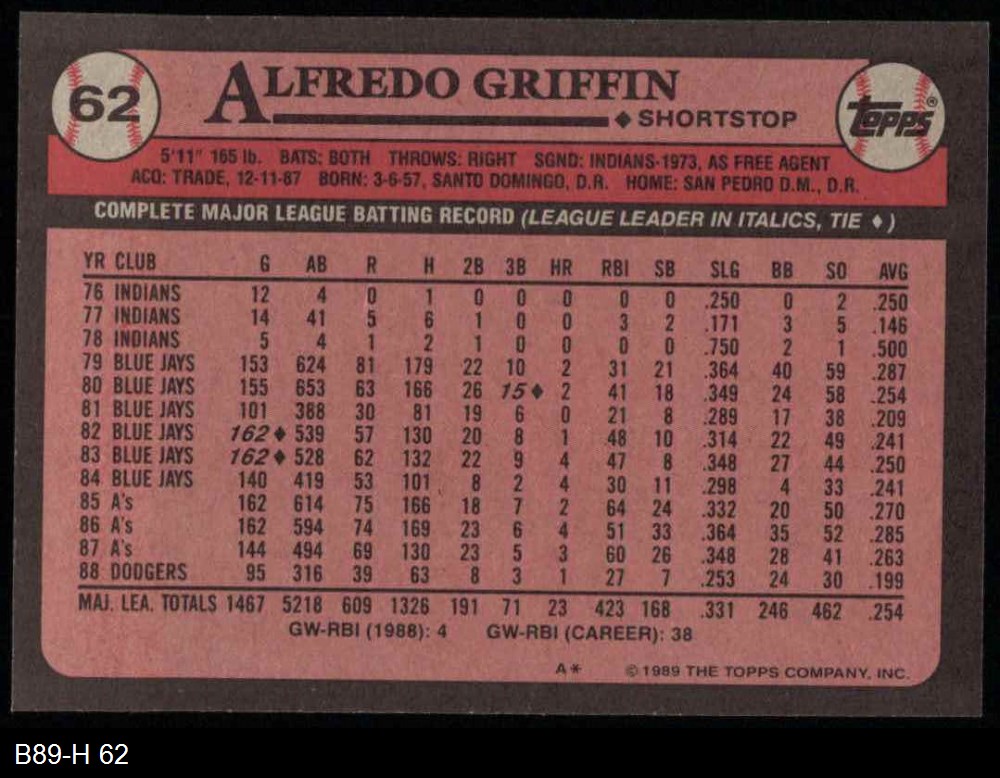 62
ALFREDO GRIFFIN
◆ SHORTSTOP
TOPPS®
5'11" 165 lb. BATS: BOTH THROWS: RIGHT SGND: INDIANS-1973, AS FREE AGENT
ACQ: TRADE, 12-11-87 BORN: 3-6-57, SANTO DOMINGO, D.R. HOME: SAN PEDRO D.M., D.R.
COMPLETE MAJOR LEAGUE BATTING RECORD (LEAGUE LEADER IN ITALICS, TIE ◆)
YR CLUB G AB R H 2B 3B HR RBI SB SLG BB SO AVG
76 INDIANS 12 4 0 1 0 0 0 0 0 .250 0 2 .250
77 INDIANS 14 41 5 6 1 0 0 3 2 .171 3 5 .146
78 INDIANS 5 4 1 2 1 0 0 0 0 .750 2 1 .500
79 BLUE JAYS 153 624 81 179 22 10 2 31 21 .364 40 59 .287
80 BLUE JAYS 155 653 63 166 26 15◆ 2 41 18 .349 24 58 .254
81 BLUE JAYS 101 388 30 81 19 6 0 21 8 .289 17 38 .209
82 BLUE JAYS 162◆ 539 57 130 20 8 1 48 10 .314 22 49 .241
83 BLUE JAYS 162◆ 528 62 132 22 9 4 47 8 .348 27 44 .250
84 BLUE JAYS 140 419 53 101 8 2 4 30 11 .298 4 33 .241
85 A's 162 614 75 166 18 7 2 64 24 .332 20 50 .270
86 A's 162 594 74 169 23 6 4 51 33 .364 35 52 .285
87 A's 144 494 69 130 23 5 3 60 26 .348 28 41 .263
88 DODGERS 95 316 39 63 8 3 1 27 7 .253 24 30 .199
MAJ. LEA. TOTALS 1467 5218 609 1326 191 71 23 423 168 .331 246 462 .254
GW-RBI (1988): 4 GW-RBI (CAREER): 38
A* © 1989 THE TOPPS COMPANY, INC.
B89-H 62